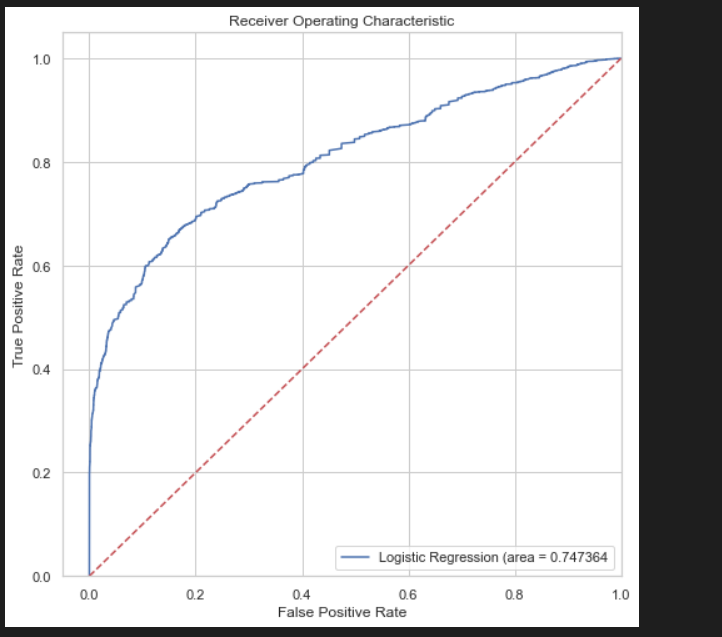 Receiver Operating Characteristic
1.0
0.8
0.6
0.4
0.2
0.0
True Positive Rate
Logistic Regression (area = 0.747364
0.0 0.2 0.4 0.6 0.8 1.0
False Positive Rate